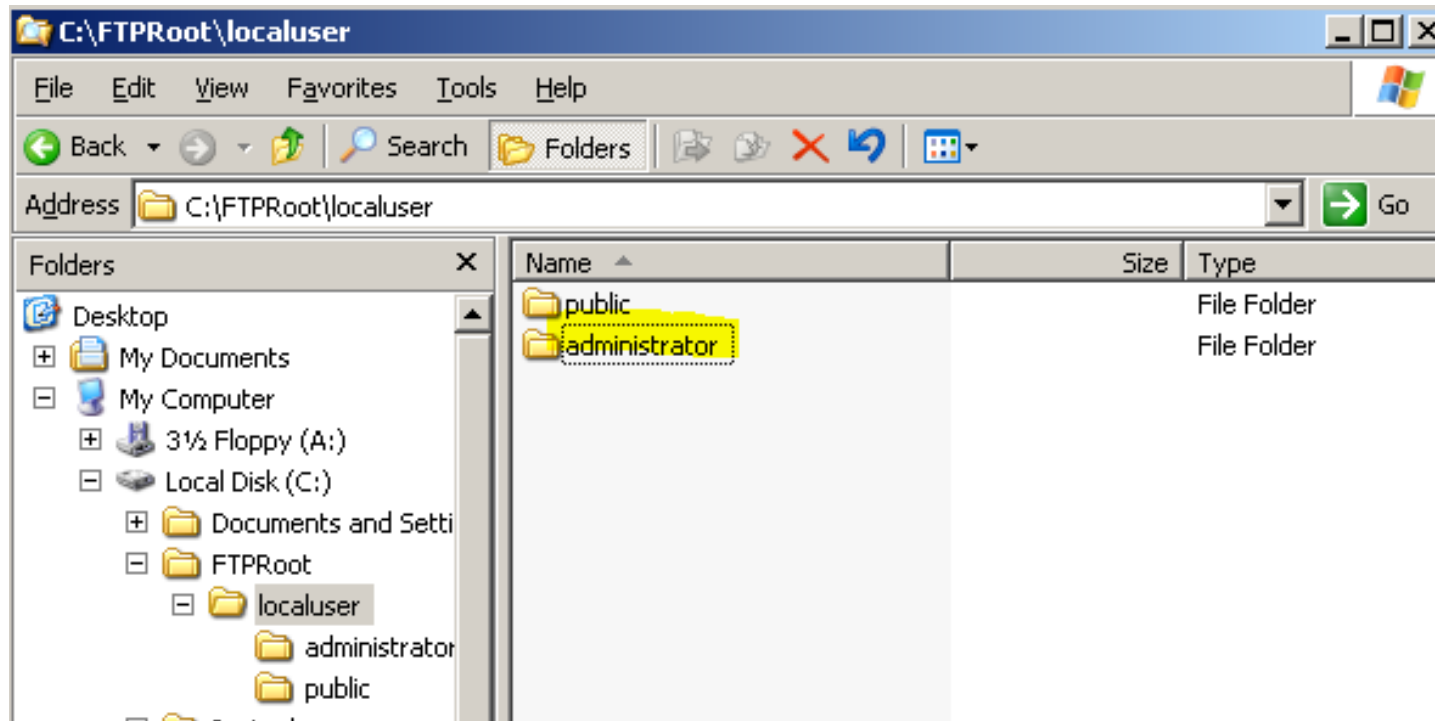 C:\FTPRoot\localuser
File Edit View Favorites Tools Help
Back Search Folders
Address C:\FTPRoot\localuser Go
Folders
Desktop
My Documents
My Computer
3½ Floppy (A:)
Local Disk (C:)
Documents and Setti
FTPRoot
localuser
administrator
public
Name Size Type
public File Folder
administrator File Folder